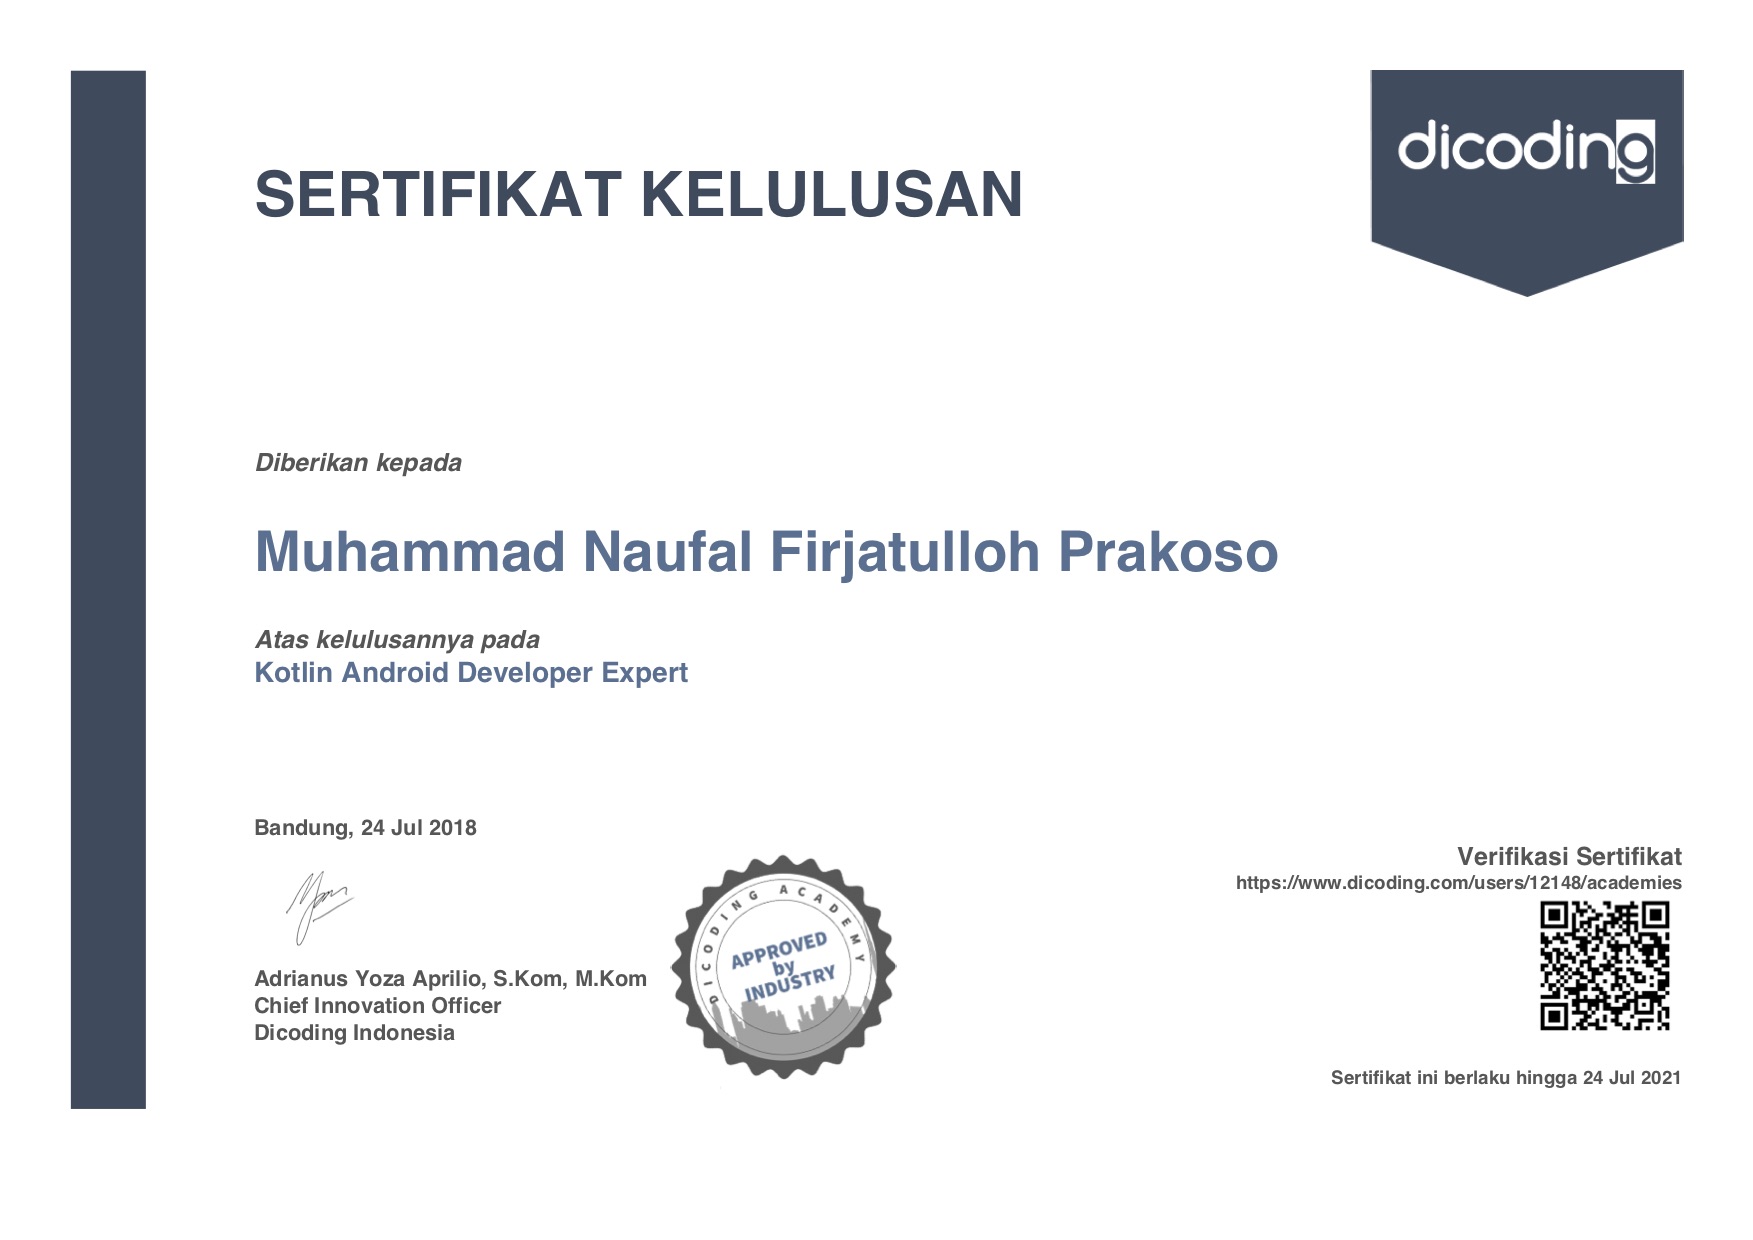 dicoding
SERTIFIKAT KELULUSAN
Diberikan kepada
Muhammad Naufal Firjatulloh Prakoso
Atas kelulusannya pada
Kotlin Android Developer Expert
Bandung, 24 Jul 2018
Adrianus Yoza Aprilio, S.Kom, M.Kom
Chief Innovation Officer
Dicoding Indonesia
DICODING ACADEMY
APPROVED
by
INDUSTRY
Verifikasi Sertifikat
https://www.dicoding.com/users/12148/academies
Sertifikat ini berlaku hingga 24 Jul 2021